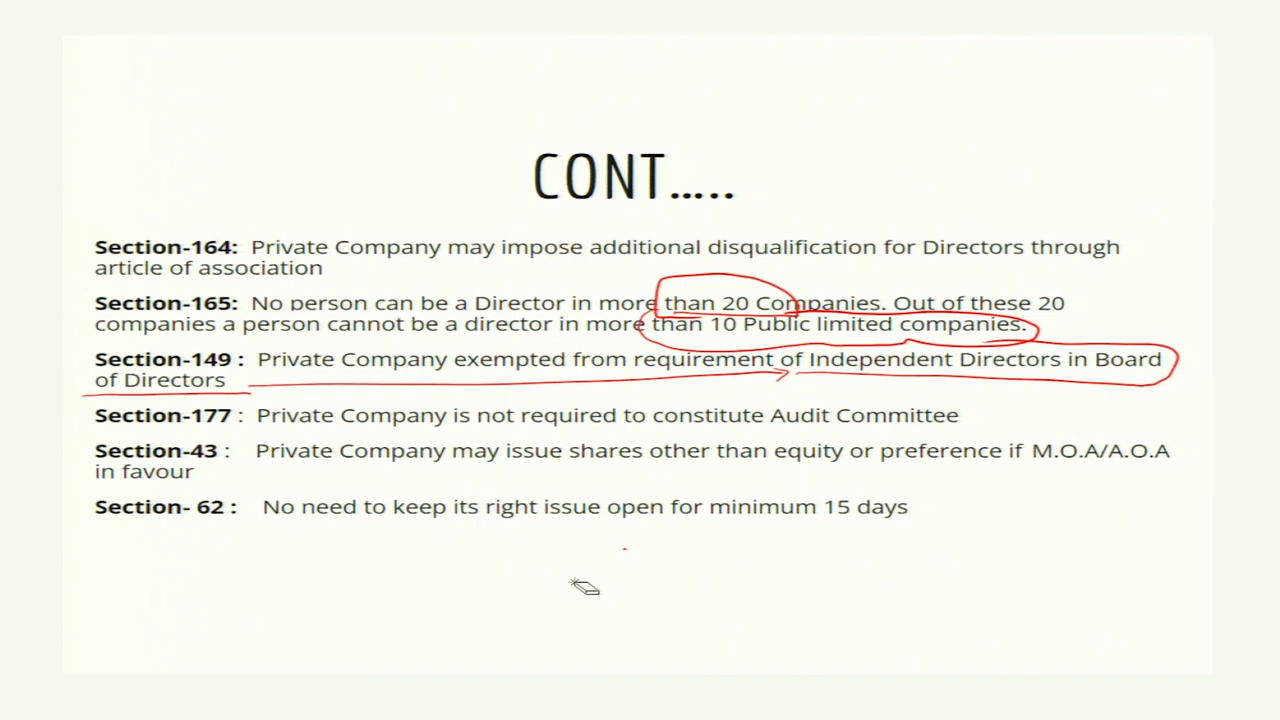 CONT.....
Section-164: Private Company may impose additional disqualification for Directors through
article of association
Section-165: No person can be a Director in more than 20 Companies. Out of these 20
companies a person cannot be a director in more than 10 Public limited companies.
Section-149 : Private Company exempted from requirement of Independent Directors in Board
of Directors
Section-177 : Private Company is not required to constitute Audit Committee
Section-43 : Private Company may issue shares other than equity or preference if M.O.A/A.O.A
in favour
Section- 62 : No need to keep its right issue open for minimum 15 days